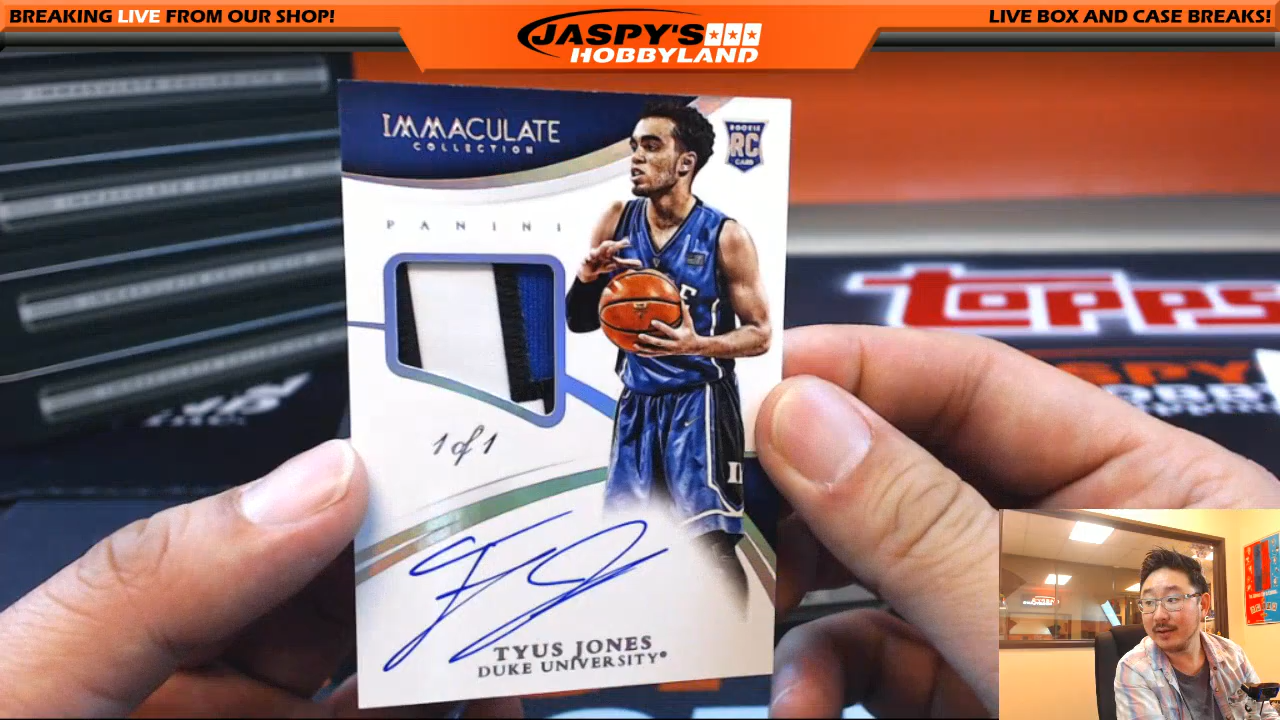 BREAKING LIVE FROM OUR SHOP!
JASPY'S
HOBBYLAND
LIVE BOX AND CASE BREAKS!
IMMACULATE
COLLECTION
ROOKIE
RC
CARD
PANINI
topps
1 of 1
TYUS JONES
DUKE UNIVERSITY